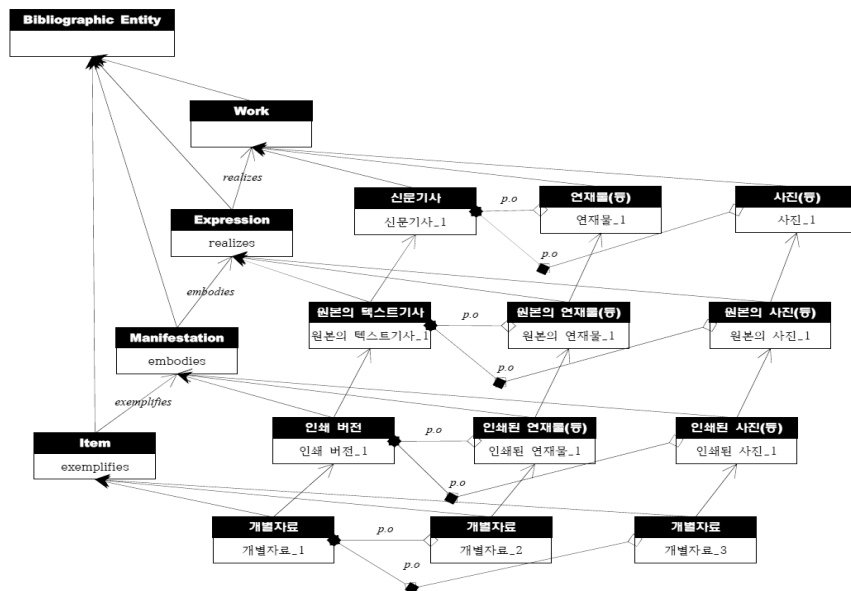 Bibliographic Entity
Work
realizes
신문기사
신문기사_1
p.o
연재물(등)
연재물_1
p.o
사진(등)
사진_1
Expression
realizes
embodies
원본의 텍스트기사
원본의 텍스트기사_1
p.o
원본의 연재물(등)
원본의 연재물_1
p.o
원본의 사진(등)
원본의 사진_1
Manifestation
embodies
exemplifies
인쇄 버전
인쇄 버전_1
p.o
인쇄된 연재물(등)
인쇄된 연재물_1
p.o
인쇄된 사진(등)
인쇄된 사진_1
Item
exemplifies
개별자료
개별자료_1
p.o
개별자료
개별자료_2
p.o
개별자료
개별자료_3